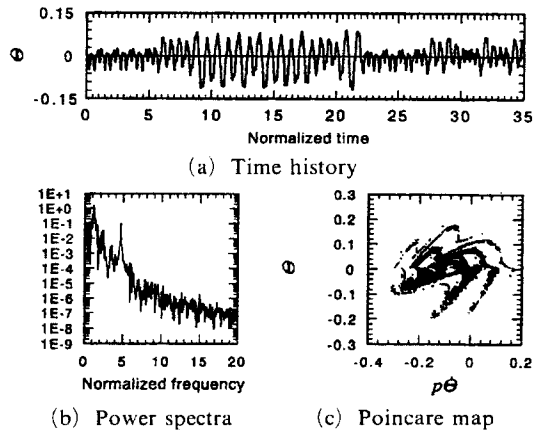 0.15
Θ
0
-0.15
0 5 10 15 20 25 30 35
Normalized time
(a) Time history
1E+1
1E+0
1E-1
1E-2
1E-3
1E-4
1E-5
1E-6
1E-7
1E-8
1E-9
0 5 10 15 20
Normalized frequency
(b) Power spectra
0.3
0.2
0.1
Θ
0
-0.1
-0.2
-0.3
-0.4 -0.2 0 0.2
pΘ̇
(c) Poincare map